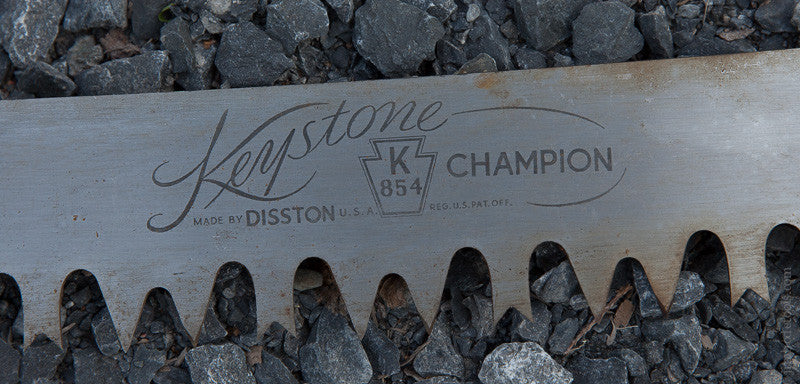 Keystone
K
854
CHAMPION
MADE BY DISSTON U.S.A. REG. U.S. PAT. OFF.